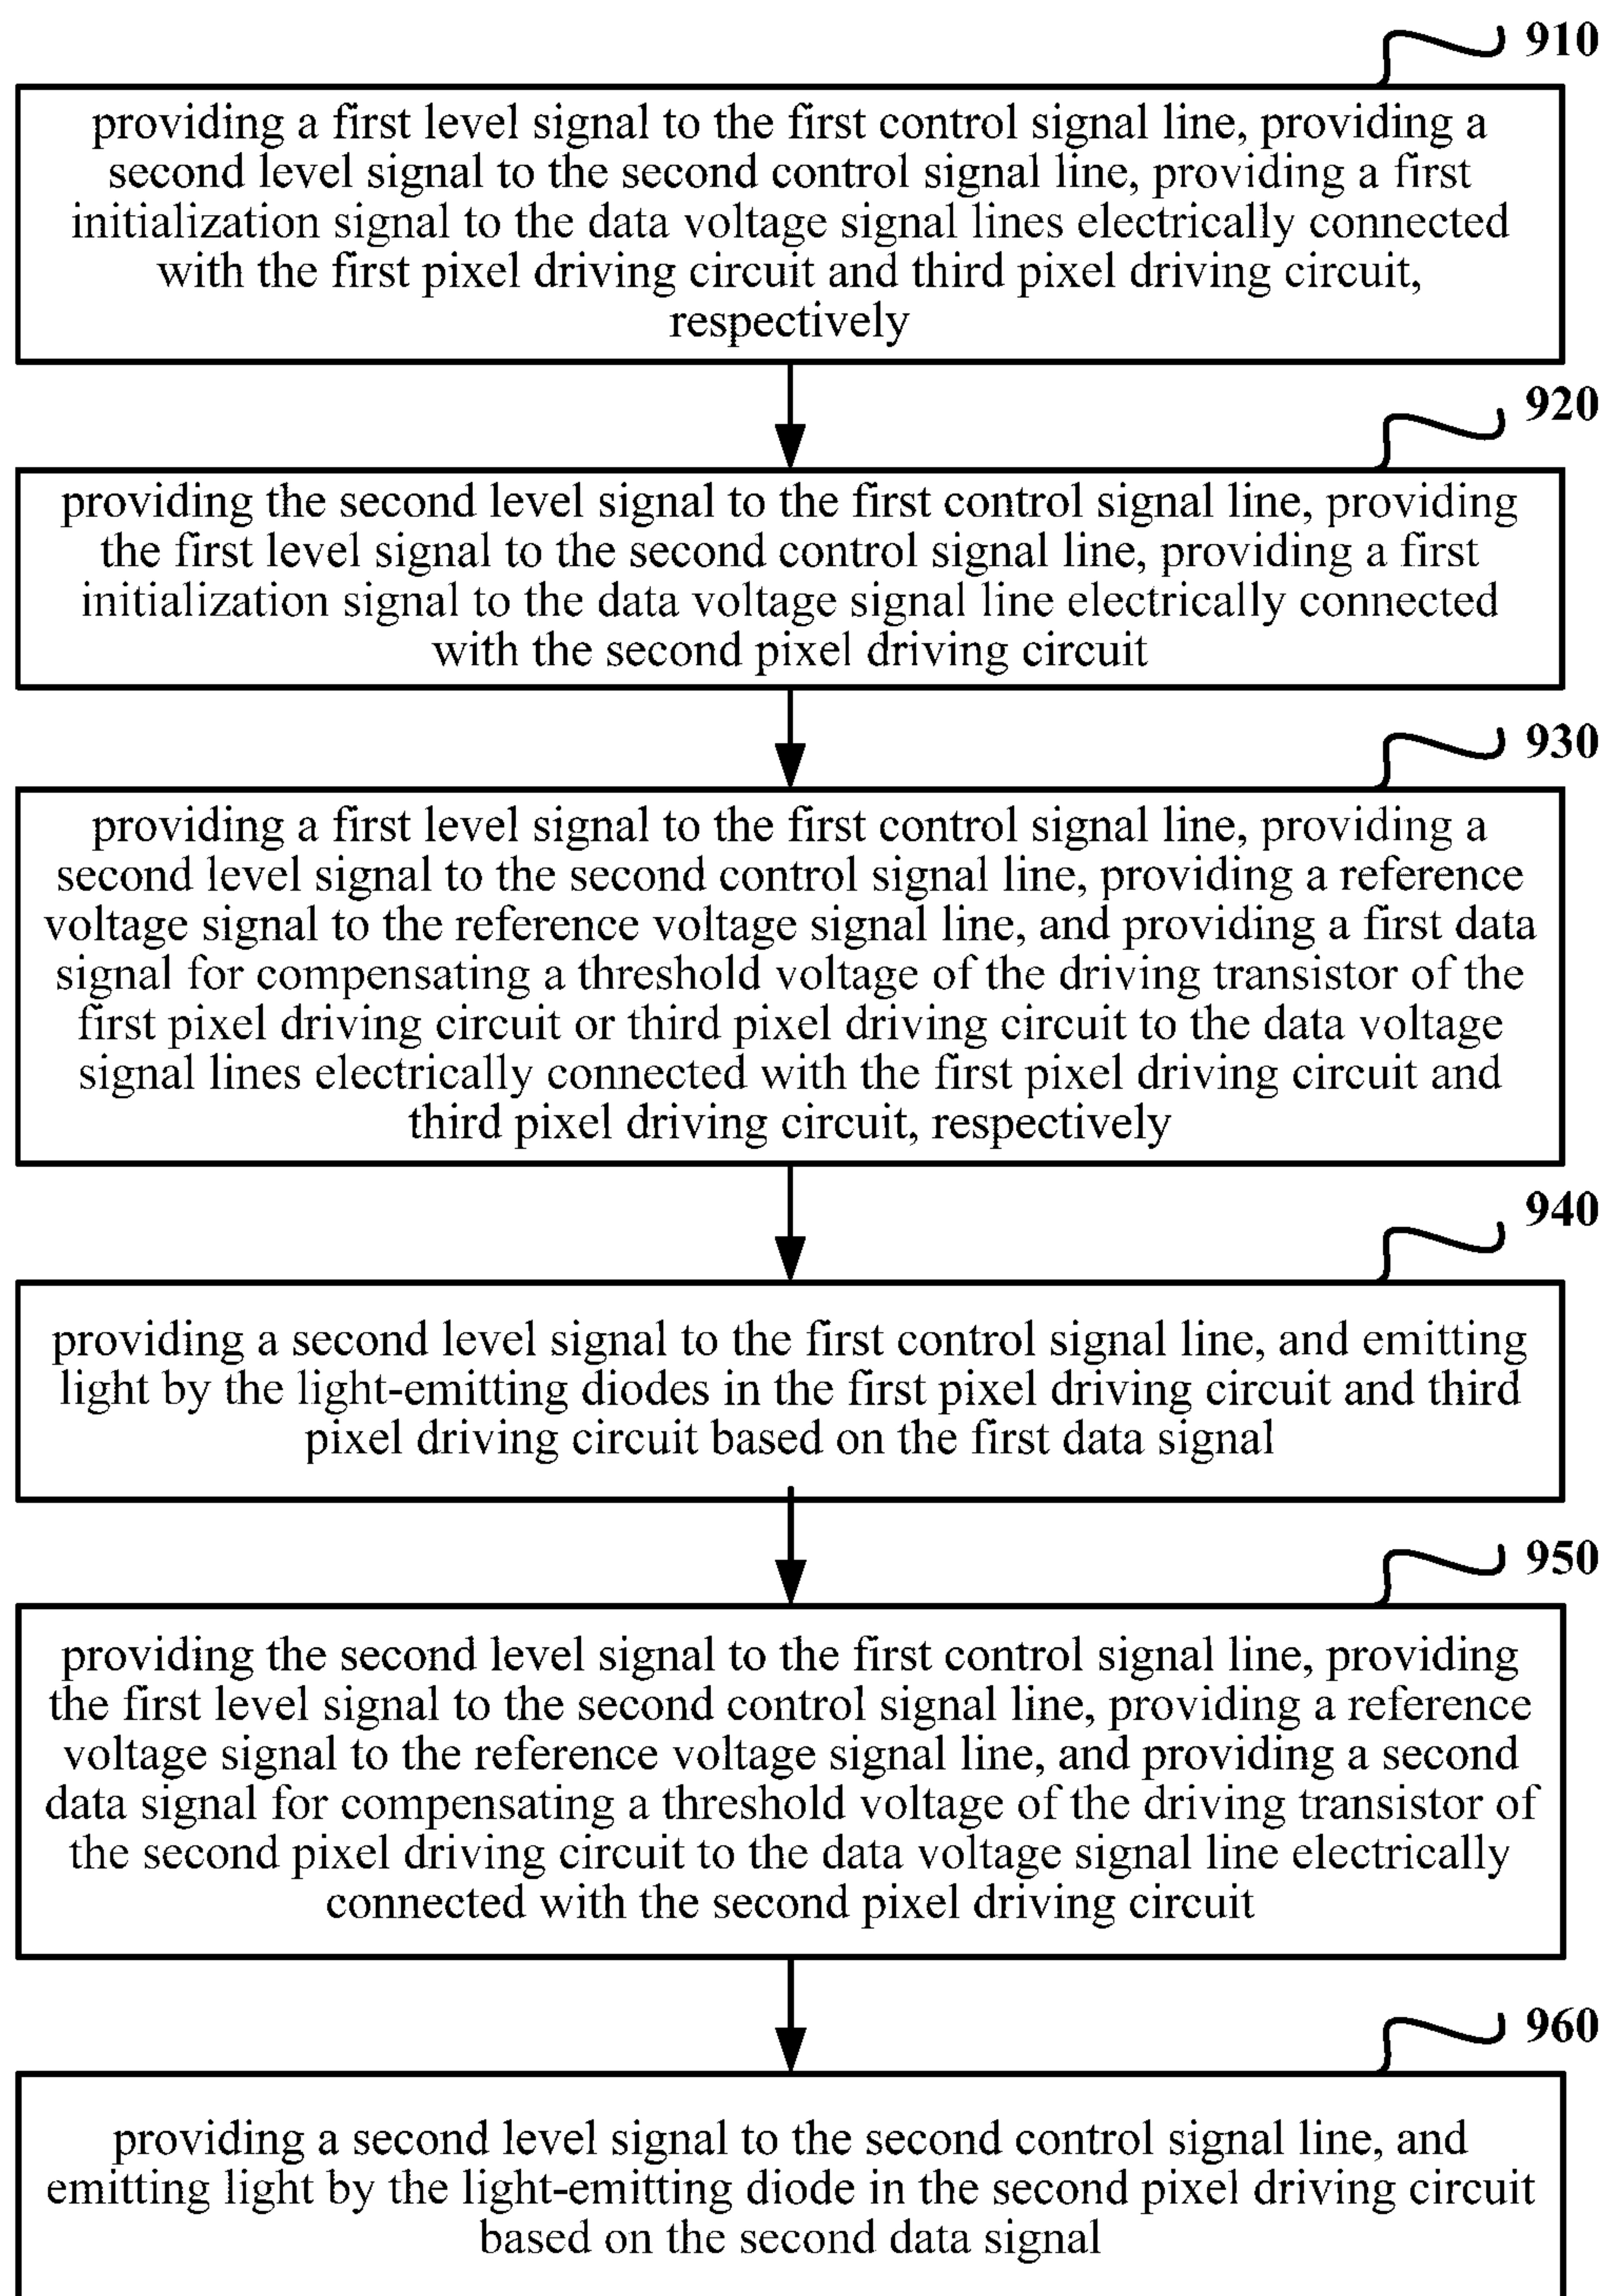 910
providing a first level signal to the first control signal line, providing a
second level signal to the second control signal line, providing a first
initialization signal to the data voltage signal lines electrically connected
with the first pixel driving circuit and third pixel driving circuit,
respectively
920
providing the second level signal to the first control signal line, providing
the first level signal to the second control signal line, providing a first
initialization signal to the data voltage signal line electrically connected
with the second pixel driving circuit
930
providing a first level signal to the first control signal line, providing a
second level signal to the second control signal line, providing a reference
voltage signal to the reference voltage signal line, and providing a first data
signal for compensating a threshold voltage of the driving transistor of the
first pixel driving circuit or third pixel driving circuit to the data voltage
signal lines electrically connected with the first pixel driving circuit and
third pixel driving circuit, respectively
940
providing a second level signal to the first control signal line, and emitting
light by the light-emitting diodes in the first pixel driving circuit and third
pixel driving circuit based on the first data signal
950
providing the second level signal to the first control signal line, providing
the first level signal to the second control signal line, providing a reference
voltage signal to the reference voltage signal line, and providing a second
data signal for compensating a threshold voltage of the driving transistor of
the second pixel driving circuit to the data voltage signal line electrically
connected with the second pixel driving circuit
960
providing a second level signal to the second control signal line, and
emitting light by the light-emitting diode in the second pixel driving circuit
based on the second data signal